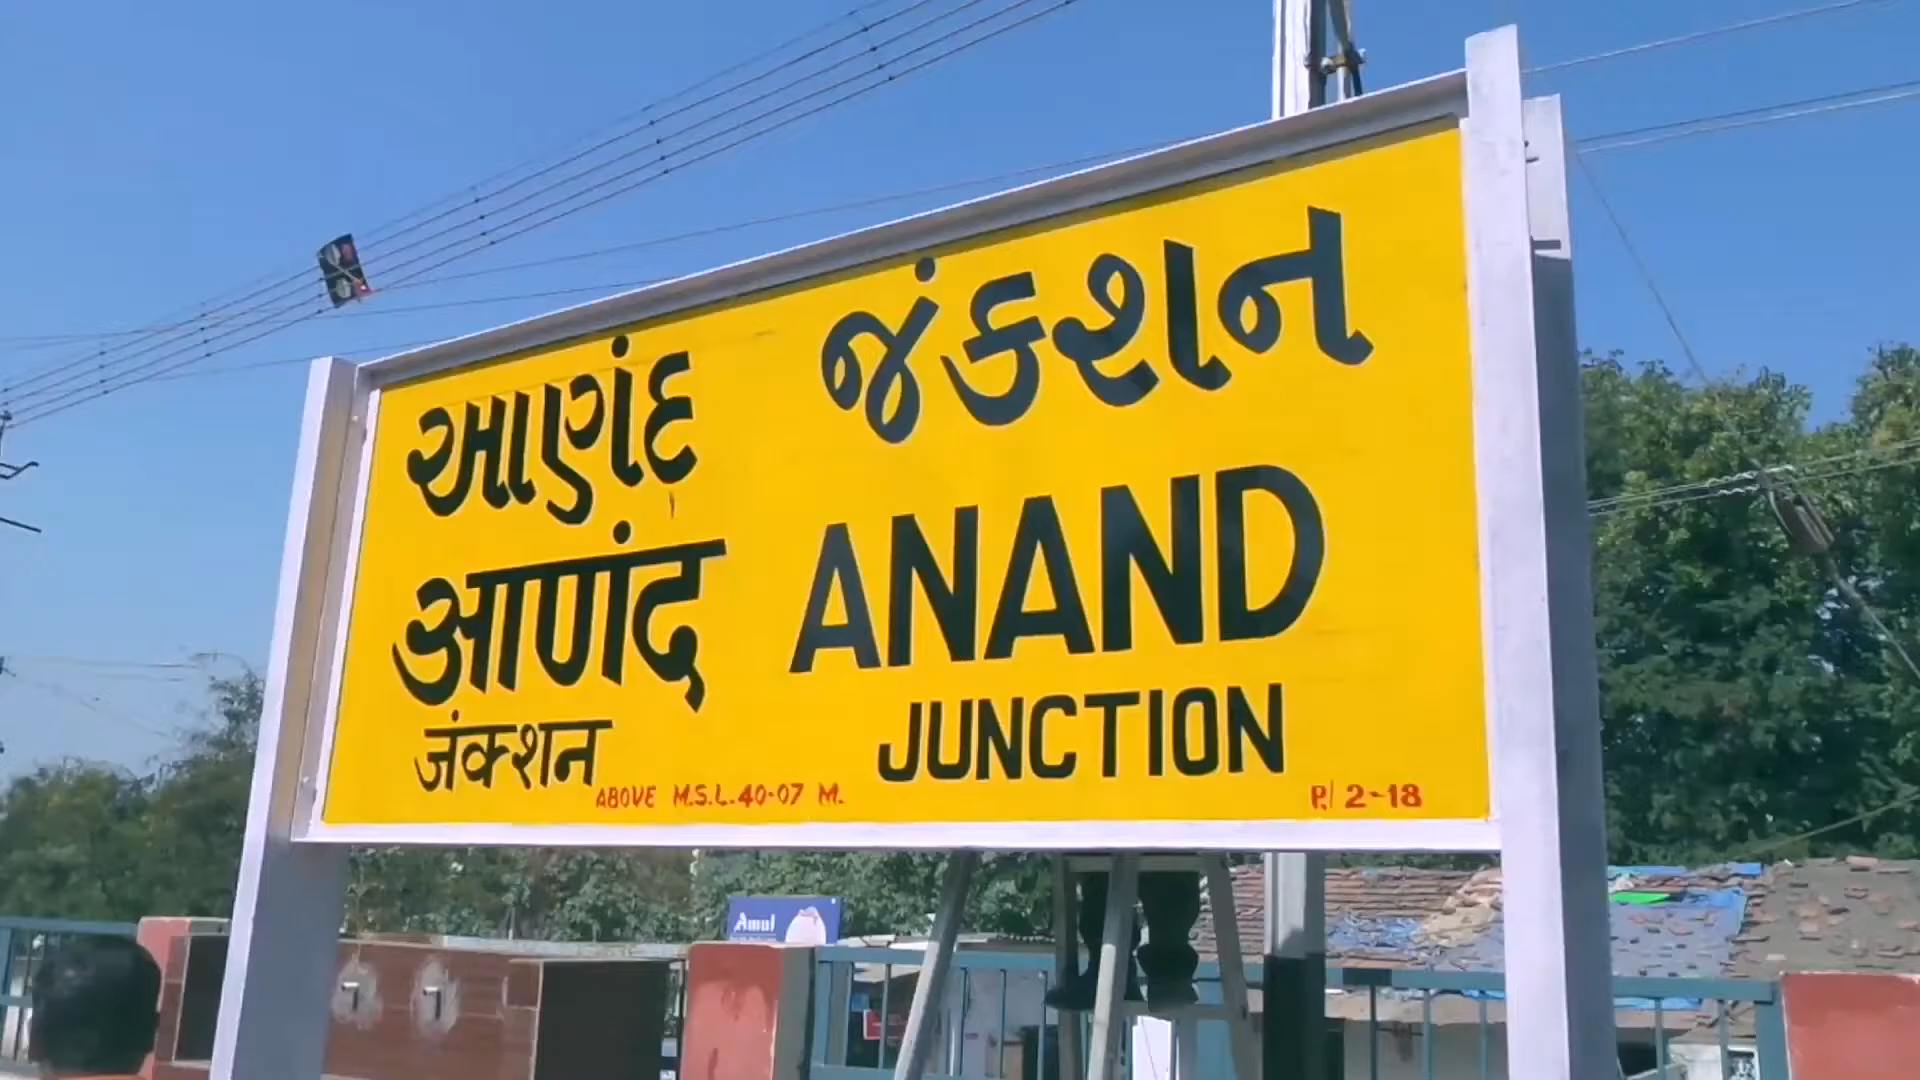 આણંદ જંકશન
आणंद ANAND
जंक्शन JUNCTION
ABOVE M.S.L. 40-07 M. P/ 2-18
Amul